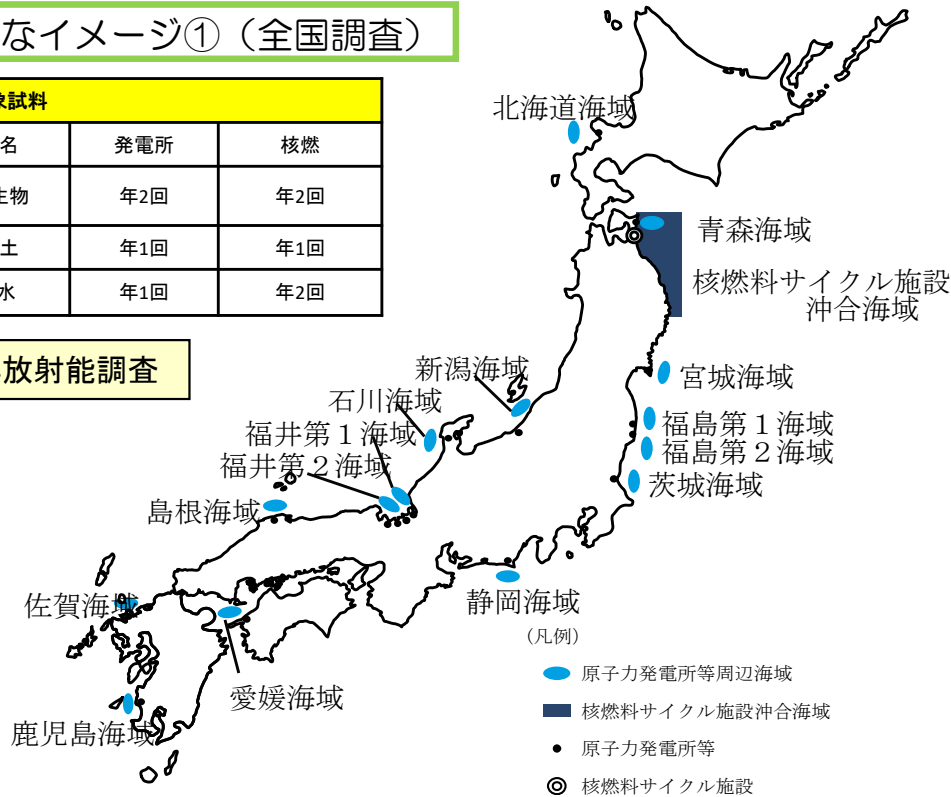 なイメージ①（全国調査）
象試料
名 発電所 核燃
生物 年2回 年2回
土 年1回 年1回
水 年1回 年2回
放射能調査
北海道海域
青森海域
核燃料サイクル施設
沖合海域
宮城海域
福島第１海域
福島第２海域
茨城海域
新潟海域
石川海域
福井第１海域
福井第２海域
島根海域
佐賀海域
静岡海域
愛媛海域
鹿児島海域
（凡例）
原子力発電所等周辺海域
核燃料サイクル施設沖合海域
原子力発電所等
核燃料サイクル施設